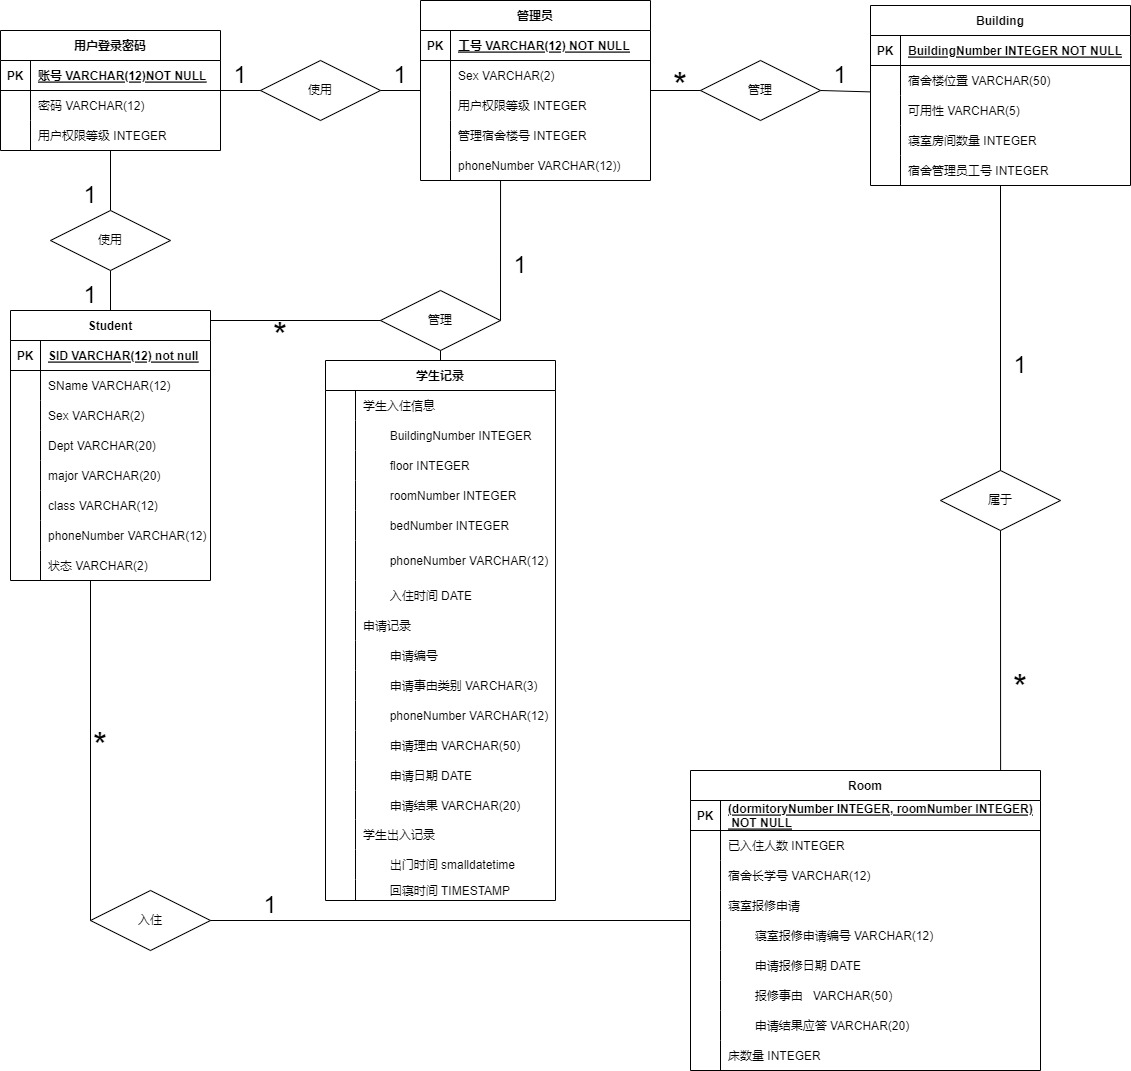 用户登录密码
PK
账号 VARCHAR(12)NOT NULL
密码 VARCHAR(12)
用户权限等级 INTEGER
1
使用
1
管理员
PK
工号 VARCHAR(12) NOT NULL
Sex VARCHAR(2)
用户权限等级 INTEGER
管理宿舍楼号 INTEGER
phoneNumber VARCHAR(12))
*
管理
1
Building
PK
BuildingNumber INTEGER NOT NULL
宿舍楼位置 VARCHAR(50)
可用性 VARCHAR(5)
寝室房间数量 INTEGER
宿舍管理员工号 INTEGER
1
使用
1
1
管理
*
Student
PK
SID VARCHAR(12) not null
SName VARCHAR(12)
Sex VARCHAR(2)
Dept VARCHAR(20)
major VARCHAR(20)
class VARCHAR(12)
phoneNumber VARCHAR(12)
状态 VARCHAR(2)
学生记录
学生入住信息
BuildingNumber INTEGER
floor INTEGER
roomNumber INTEGER
bedNumber INTEGER
phoneNumber VARCHAR(12)
入住时间 DATE
申请记录
申请编号
申请事由类别 VARCHAR(3)
phoneNumber VARCHAR(12)
申请理由 VARCHAR(50)
申请日期 DATE
申请结果 VARCHAR(20)
学生出入记录
出门时间 smalldatetime
回寝时间 TIMESTAMP
1
属于
*
*
入住
1
Room
PK
(dormitoryNumber INTEGER, roomNumber INTEGER)
NOT NULL
已入住人数 INTEGER
宿舍长学号 VARCHAR(12)
寝室报修申请
寝室报修申请编号 VARCHAR(12)
申请报修日期 DATE
报修事由 VARCHAR(50)
申请结果应答 VARCHAR(20)
床数量 INTEGER